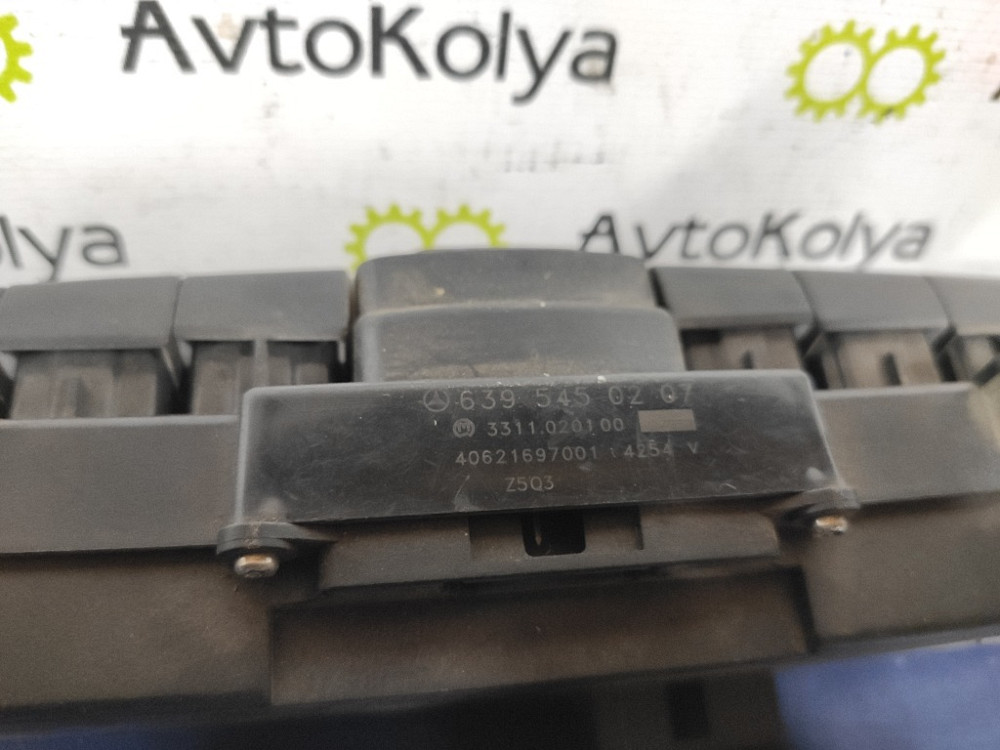 AvtoKolya
lya
AvtoKolya
639 545 02 07
3311.020100
40621697001 4254 V
Z5Q3